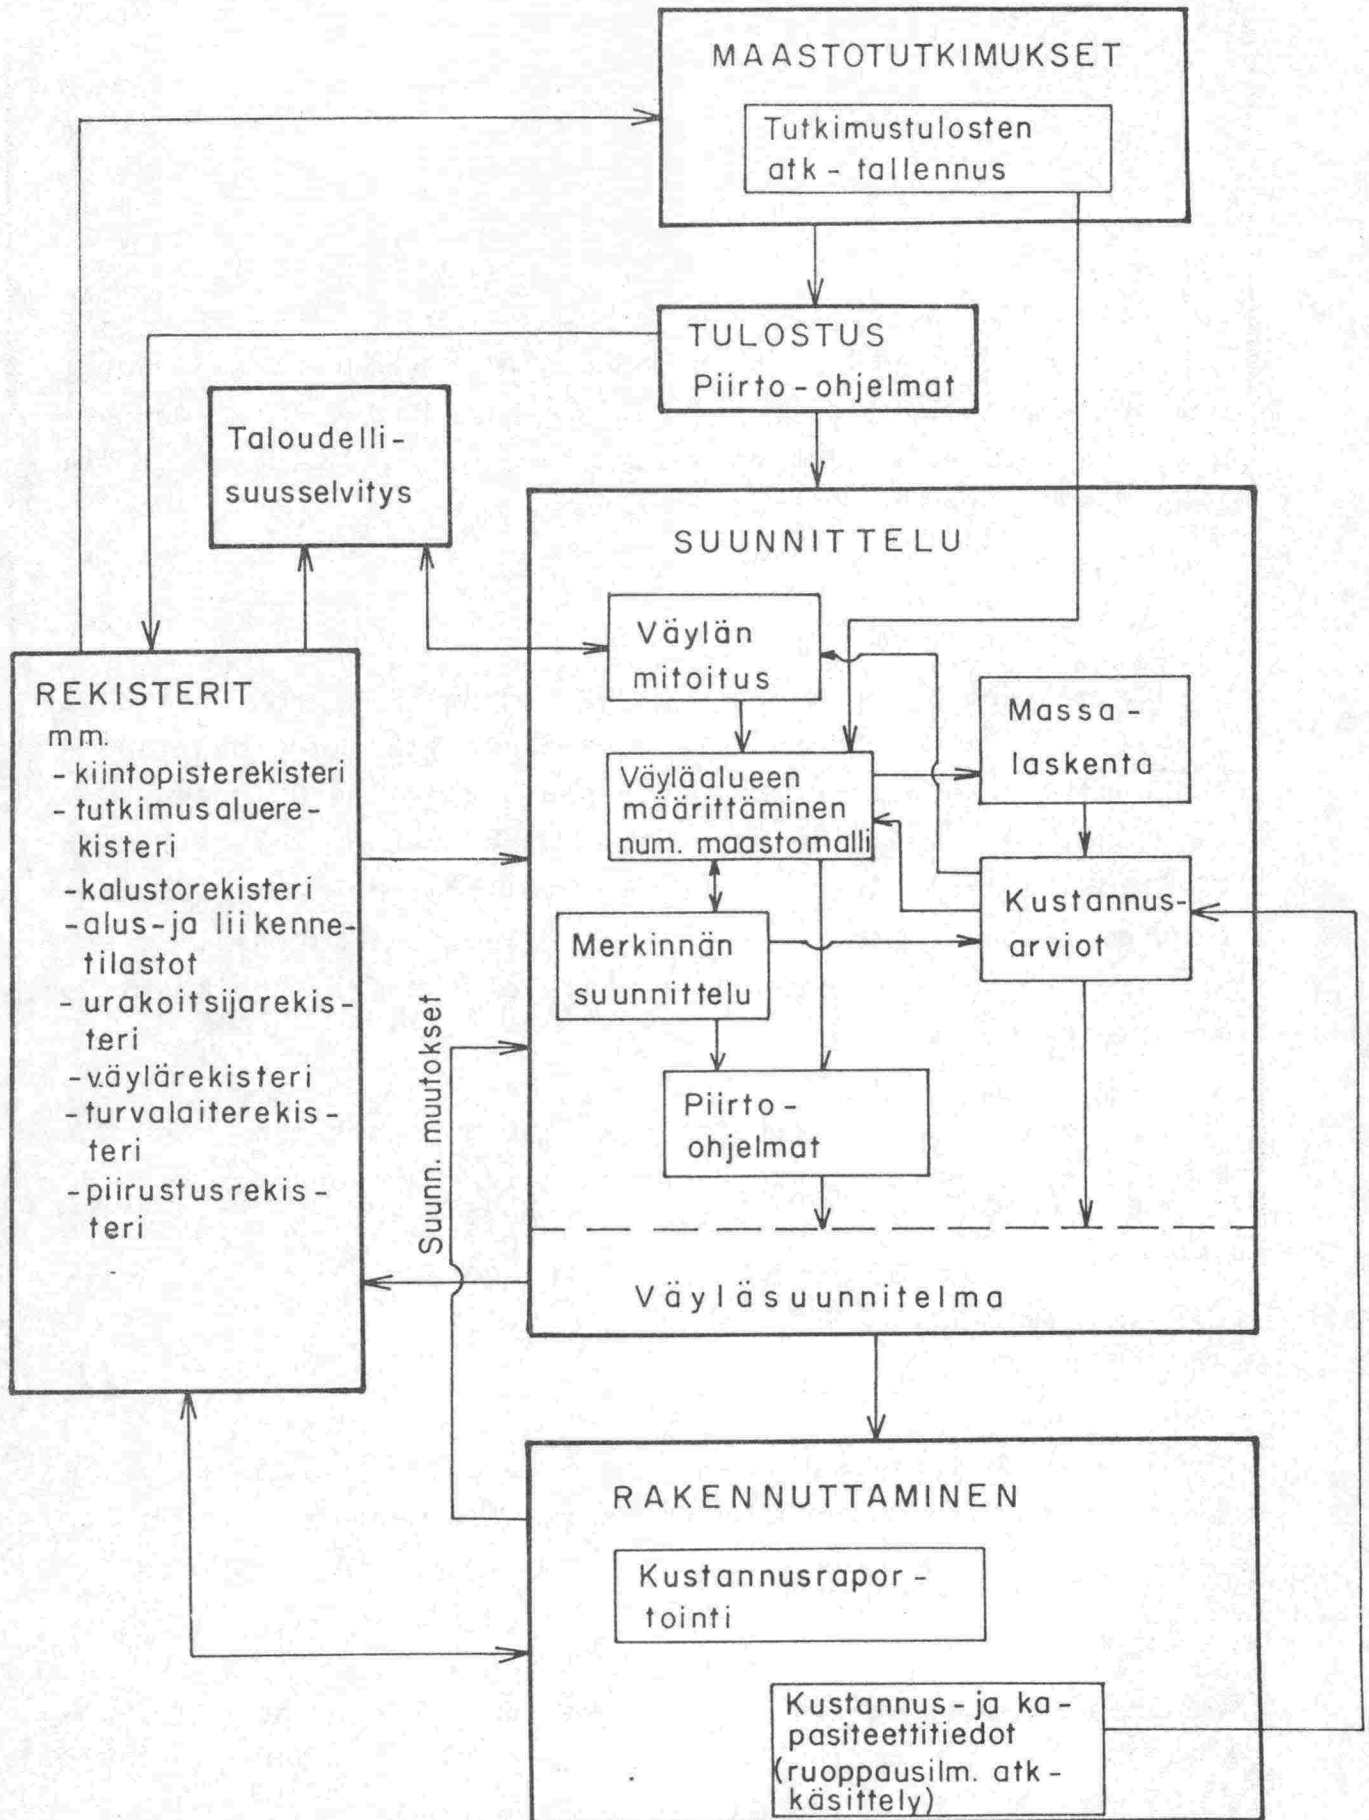 MAASTOTUTKIMUKSET
Tutkimustulosten
atk - tallennus
TULOSTUS
Piirto - ohjelmat
Taloudelli -
suusselvitys
SUUNNITTELU
Väylän
mitoitus
Massa -
laskenta
Väyläalueen
määrittäminen
num. maastomalli
Kustannus-
arviot
Merkinnän
suunnittelu
Piirto -
ohjelmat
Väyläsuunnitelma
REKISTERIT
mm.
- kiintopisterekisteri
- tutkimusaluere-
kisteri
- kalustorekisteri
- alus- ja liikenne-
tilastot
- urakoitsijarekis-
teri
- väylärekisteri
- turvalaiterekis-
teri
- piirustusrekis-
teri
Suunn. muutokset
RAKENNUTTAMINEN
Kustannusrapor -
tointi
Kustannus - ja ka -
pasiteettitiedot
(ruoppausilm. atk -
käsittely)